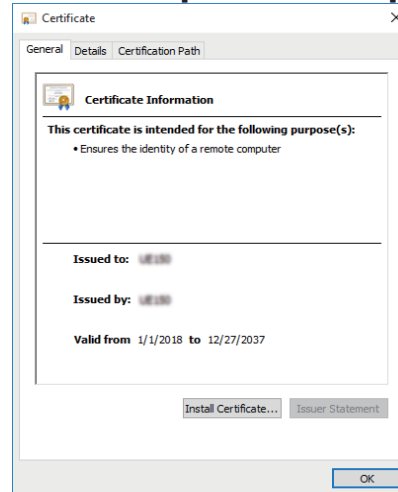 Certificate
General Details Certification Path
Certificate Information
This certificate is intended for the following purpose(s):
• Ensures the identity of a remote computer
Issued to:
Issued by:
Valid from 1/1/2018 to 12/27/2037
Install Certificate... Issuer Statement
OK